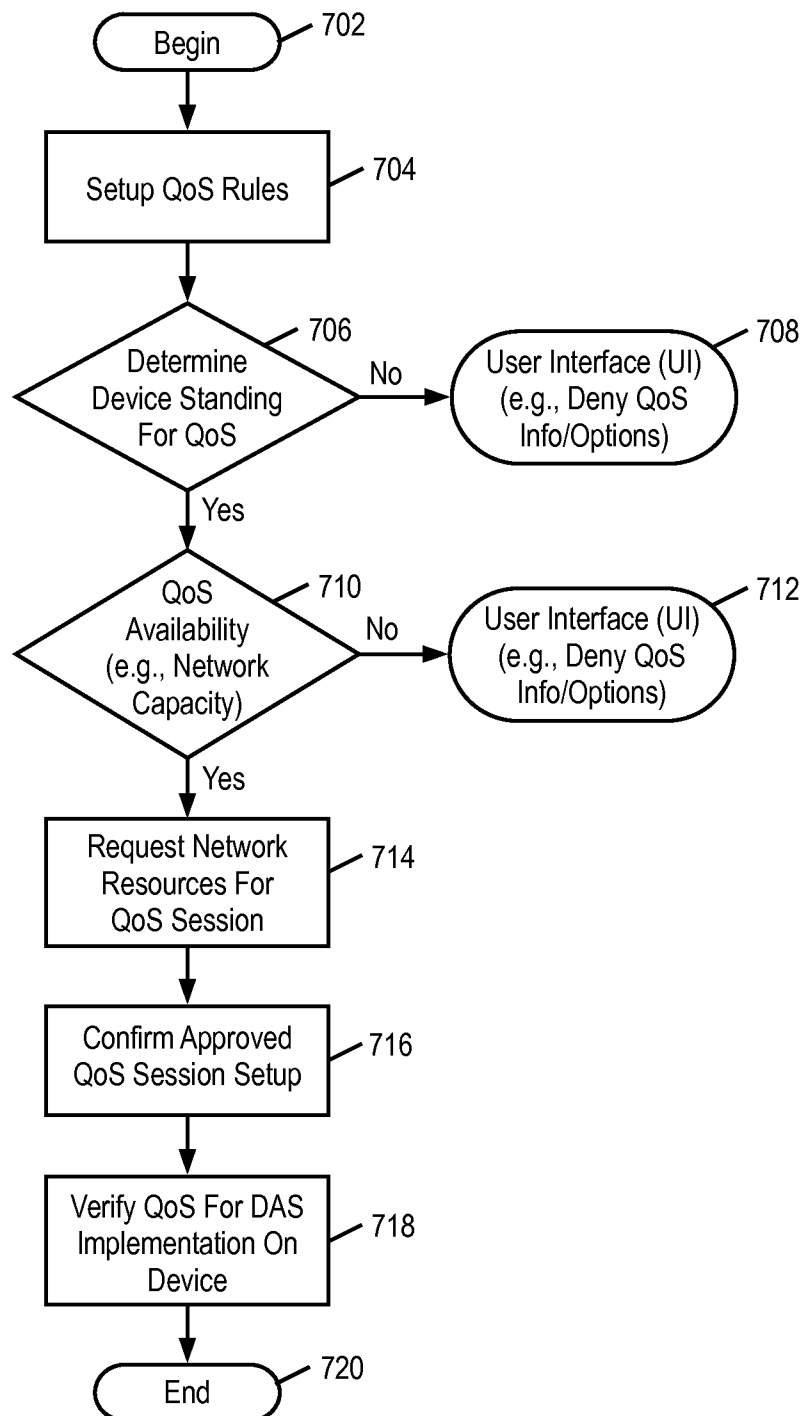 Begin
702
Setup QoS Rules
704
Determine
Device Standing
For QoS
706
No
User Interface (UI)
(e.g., Deny QoS
Info/Options)
708
Yes
QoS
Availability
(e.g., Network
Capacity)
710
No
User Interface (UI)
(e.g., Deny QoS
Info/Options)
712
Yes
Request Network
Resources For
QoS Session
714
Confirm Approved
QoS Session Setup
716
Verify QoS For DAS
Implementation On
Device
718
End
720